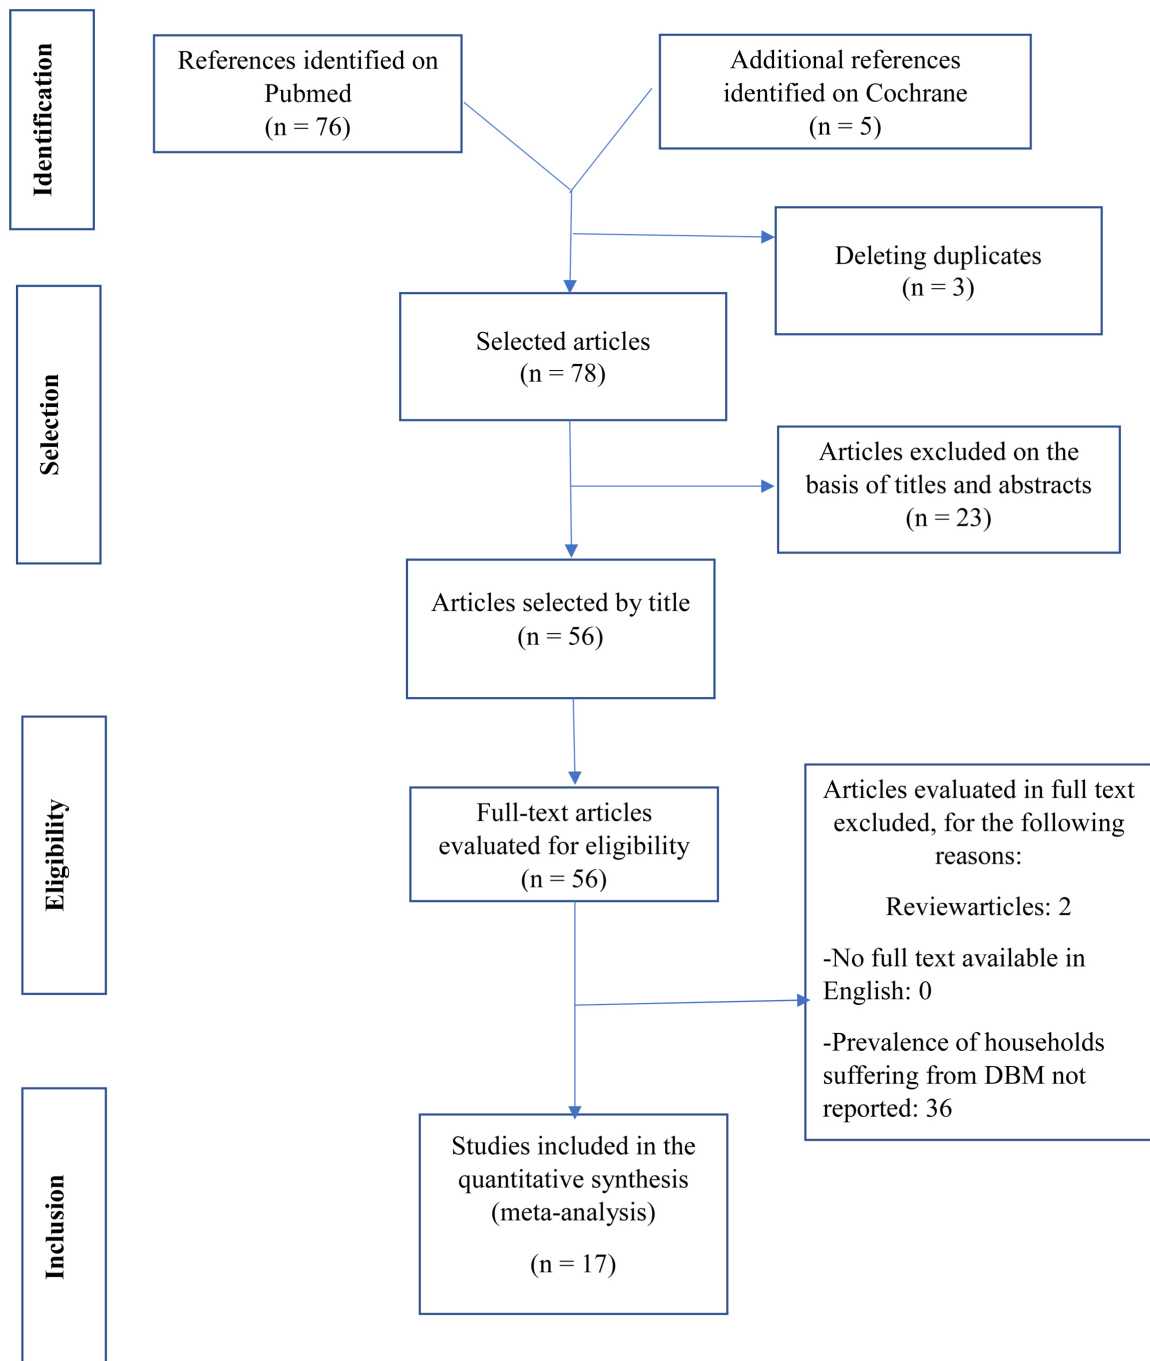 Identification
References identified on
Pubmed
(n = 76)
Additional references
identified on Cochrane
(n = 5)
Deleting duplicates
(n = 3)
Selection
Selected articles
(n = 78)
Articles excluded on the
basis of titles and abstracts
(n = 23)
Articles selected by title
(n = 56)
Eligibility
Full-text articles
evaluated for eligibility
(n = 56)
Articles evaluated in full text
excluded, for the following
reasons:
Reviewarticles: 2
-No full text available in
English: 0
-Prevalence of households
suffering from DBM not
reported: 36
Inclusion
Studies included in the
quantitative synthesis
(meta-analysis)
(n = 17)